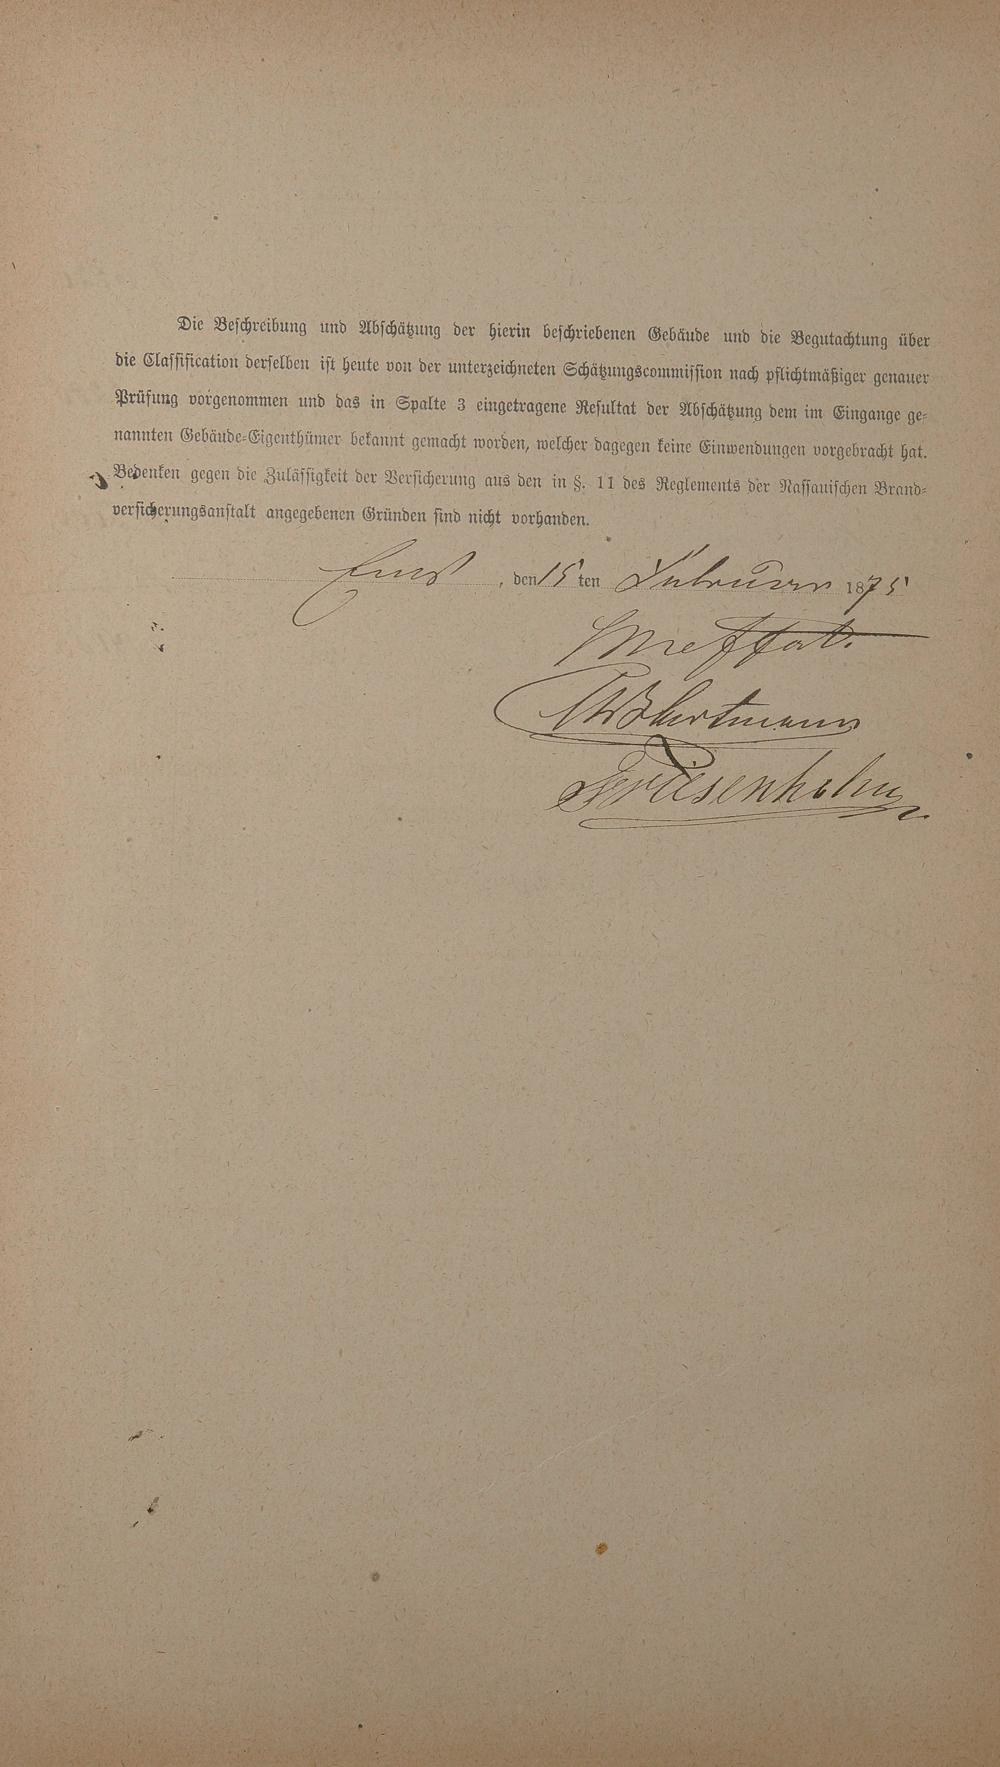 Die Beschreibung und Abschätzung der hierin beschriebenen Gebäude und die Begutachtung über
die Classification derselben ist heute von der unterzeichneten Schätzungscommission nach pflichtmäßiger genauer
Prüfung vorgenommen und das in Spalte 3 eingetragene Resultat der Abschätzung dem im Eingange ge-
nannten Gebäude-Eigenthümer bekannt gemacht worden, welcher dagegen keine Einwendungen vorgebracht hat.
Bedenken gegen die Zulässigkeit der Versicherung aus den in §. 11 des Reglements der Nassauischen Brand-
versicherungsanstalt angegebenen Gründen sind nicht vorhanden.
Ems, den 15 ten Februar 1875
Meffert.
Hartmann
Friesenhahn